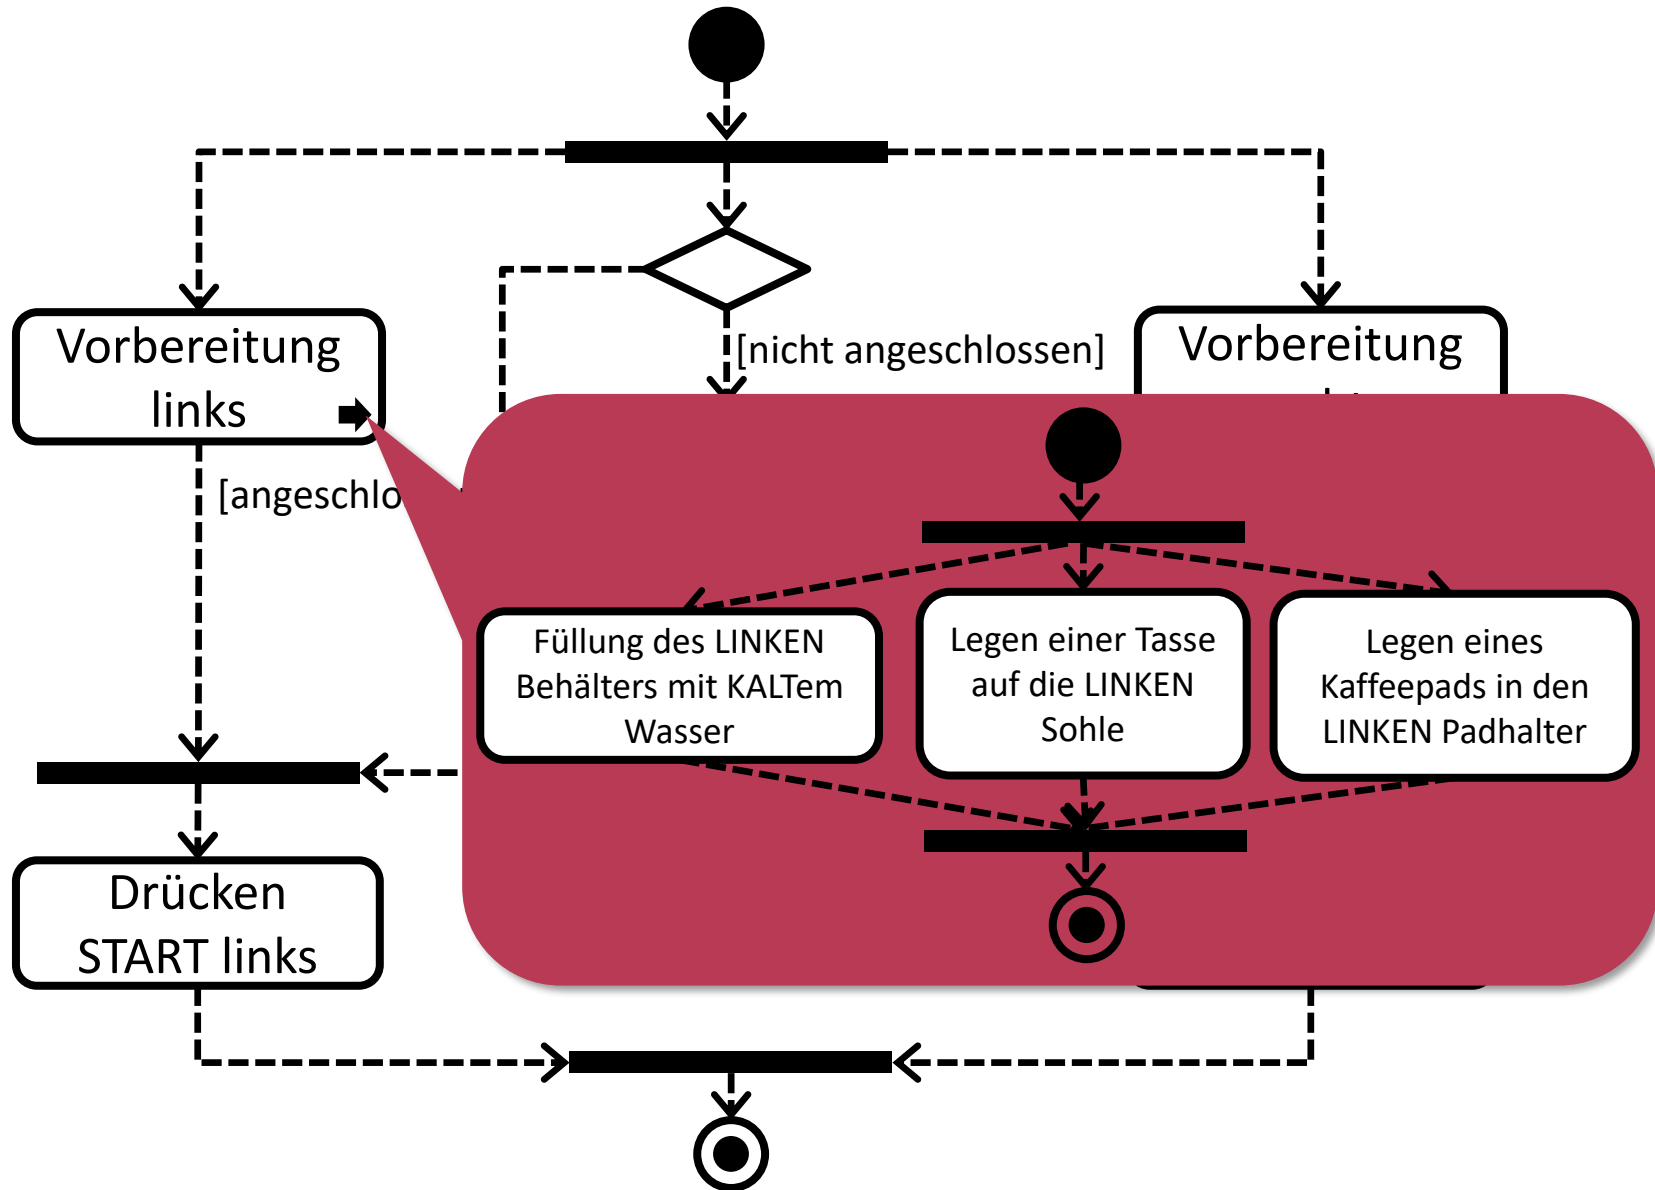 Vorbereitung
links
[nicht angeschlossen]
Vorbereitung
Füllung des LINKEN
Behälters mit KALTem
Wasser
Legen einer Tasse
auf die LINKEN
Sohle
Legen eines
Kaffeepads in den
LINKEN Padhalter
Drücken
START links